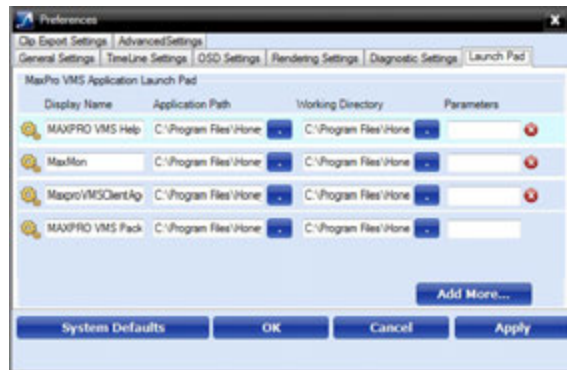 Preferences X
Clip Export Settings AdvancedSettings
General Settings TimeLine Settings OSD Settings Rendering Settings Diagnostic Settings Launch Pad
MaxPro VMS Application Launch Pad
Display Name Application Path Working Directory Parameters
MAXPRO VMS Help C:\Program Files\Hone . C:\Program Files\Hone .
MaxMon C:\Program Files\Hone . C:\Program Files\Hone .
MaxproVMSClientAg C:\Program Files\Hone . C:\Program Files\Hone .
MAXPRO VMS Pack C:\Program Files\Hone . C:\Program Files\Hone .
Add More...
System Defaults OK Cancel Apply